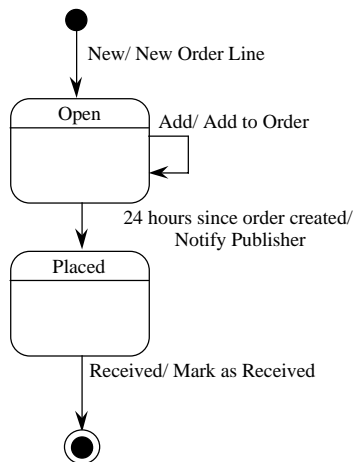 New/ New Order Line
Open
Add/ Add to Order
24 hours since order created/
Notify Publisher
Placed
Received/ Mark as Received